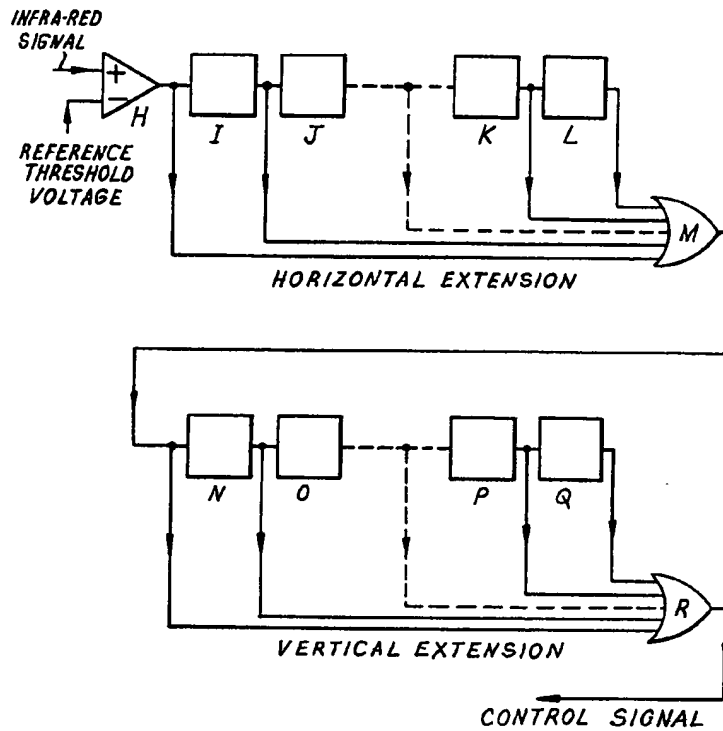 INFRA-RED
SIGNAL
+
−
H
I
J
K
L
REFERENCE
THRESHOLD
VOLTAGE
M
HORIZONTAL EXTENSION
N
O
P
Q
R
VERTICAL EXTENSION
CONTROL SIGNAL